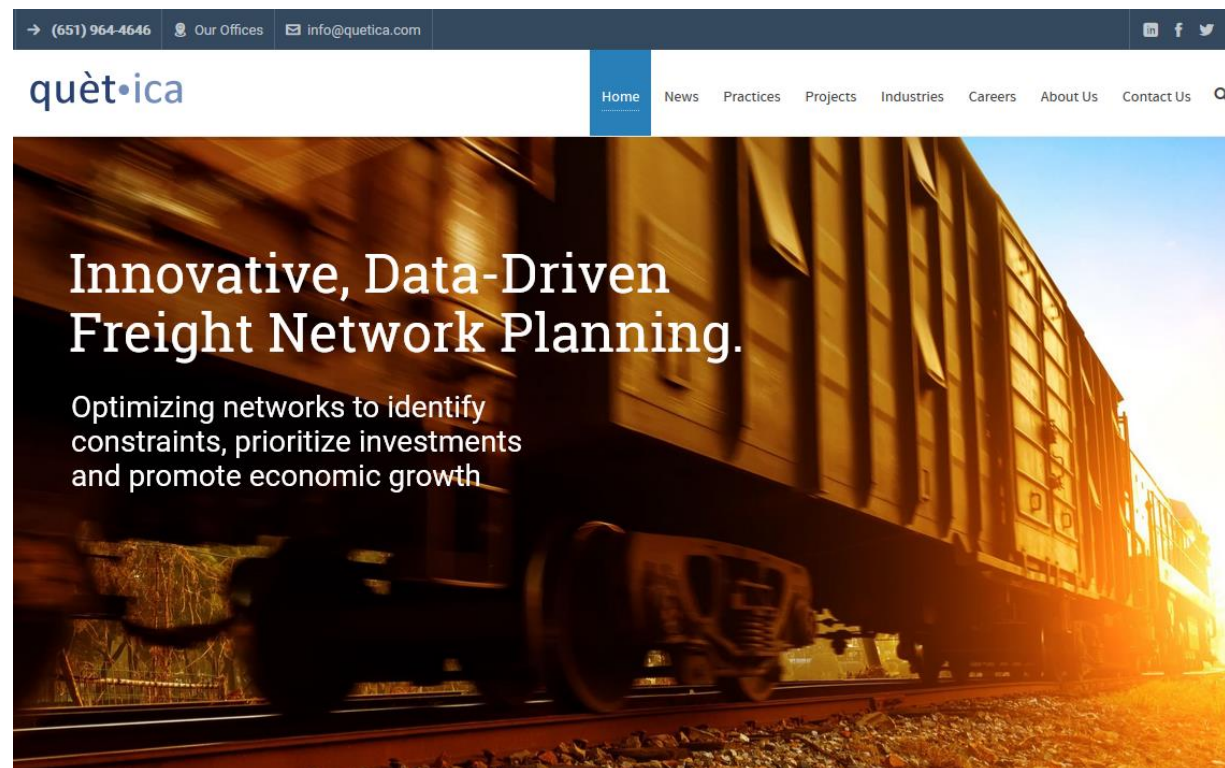 (651) 964-4646 Our Offices info@quetica.com
quèt•ica
Home News Practices Projects Industries Careers About Us Contact Us
Innovative, Data-Driven
Freight Network Planning.
Optimizing networks to identify
constraints, prioritize investments
and promote economic growth